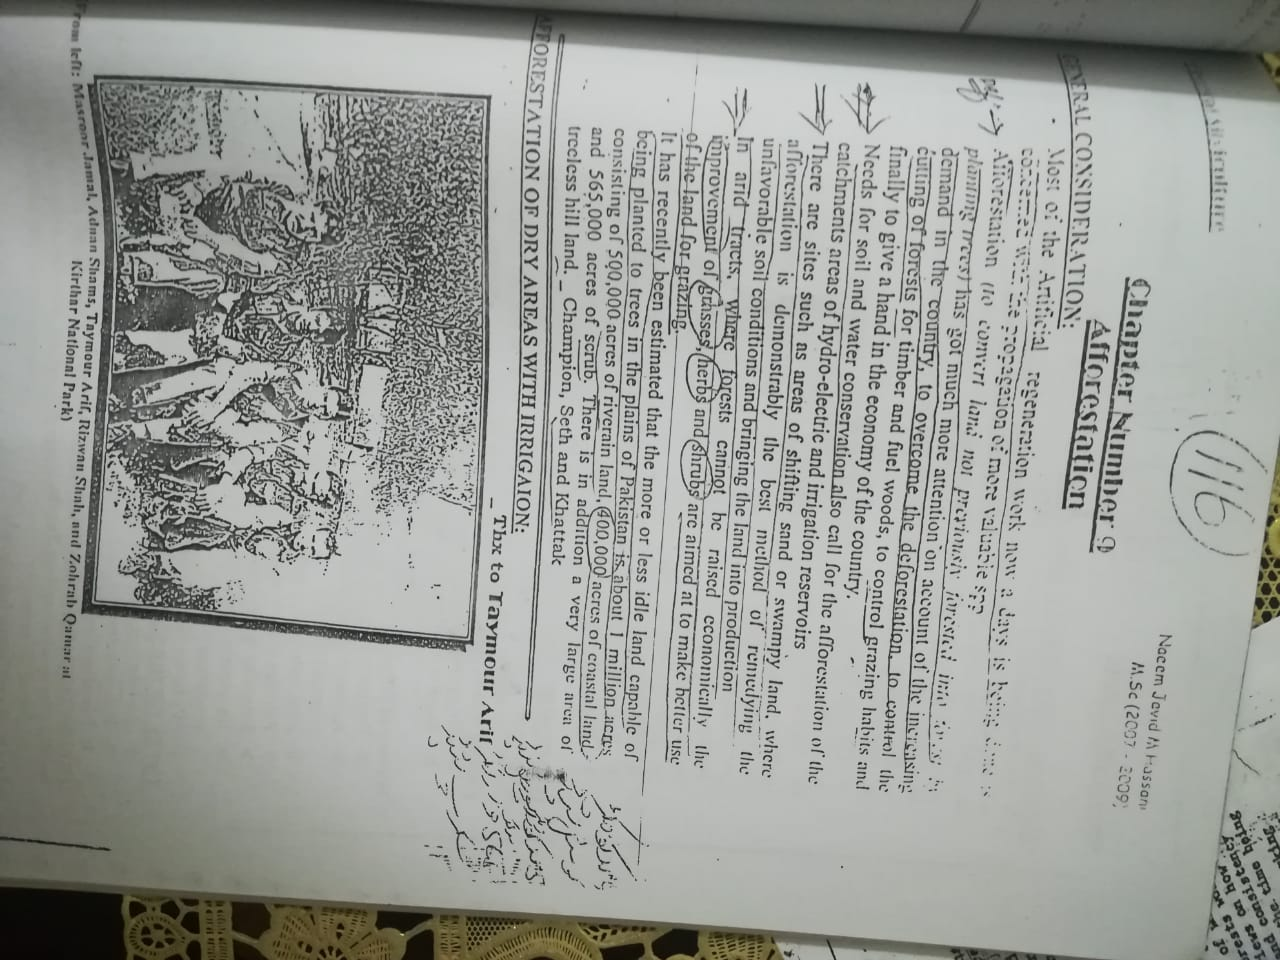 116
Naeem Javid M Hassani
M.Sc (2007 - 2009)
Chapter Number 9
Afforestation
GENERAL CONSIDERATION:
Most of the Artificial regeneration work now a days is being done is
concerned with the propagation of more valuable spp
Afforestation (to convert land not previously forested into forest by
planting trees) has got much more attention on account of the increasing
demand in the country, to overcome the deforestation, to control the
cutting of forests for timber and fuel woods, to control grazing habits and
finally to give a hand in the economy of the country.
Needs for soil and water conservation also call for the afforestation of the
catchments areas of hydro-electric and irrigation reservoirs
There are sites such as areas of shifting sand or swampy land, where
afforestation is demonstrably the best method of remedying the
unfavorable soil conditions and bringing the land into production
In arid tracts, where forests cannot be raised economically the
improvement of grasses, herbs and shrubs are aimed at to make better use
of the land for grazing.
It has recently been estimated that the more or less idle land capable of
being planted to trees in the plains of Pakistan is about 1 million acres
consisting of 500,000 acres of riverain land, 400,000 acres of coastal land
and 565,000 acres of scrub. There is in addition a very large area of
treeless hill land. _ Champion, Seth and Khattak
AFFORESTATION OF DRY AREAS WITH IRRIGAION:
_ Thx to Taymour Arif
From left: Masroor Jamal, Adnan Shams, Taymour Arif, Rizwan Shah, and Zohrab Qamar at
Kirthar National Park)